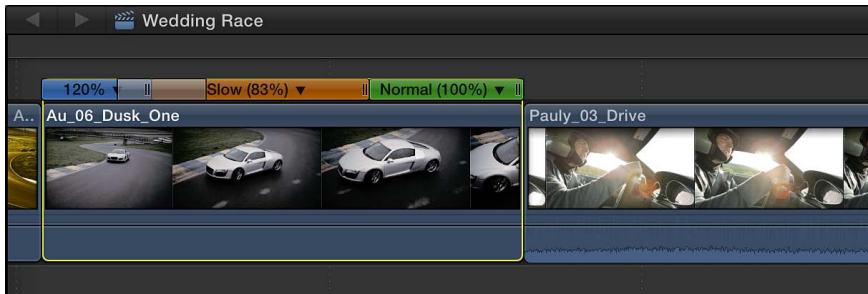 Wedding Race
120% Slow (83%) Normal (100%)
A.. Au_06_Dusk_One Pauly_03_Drive